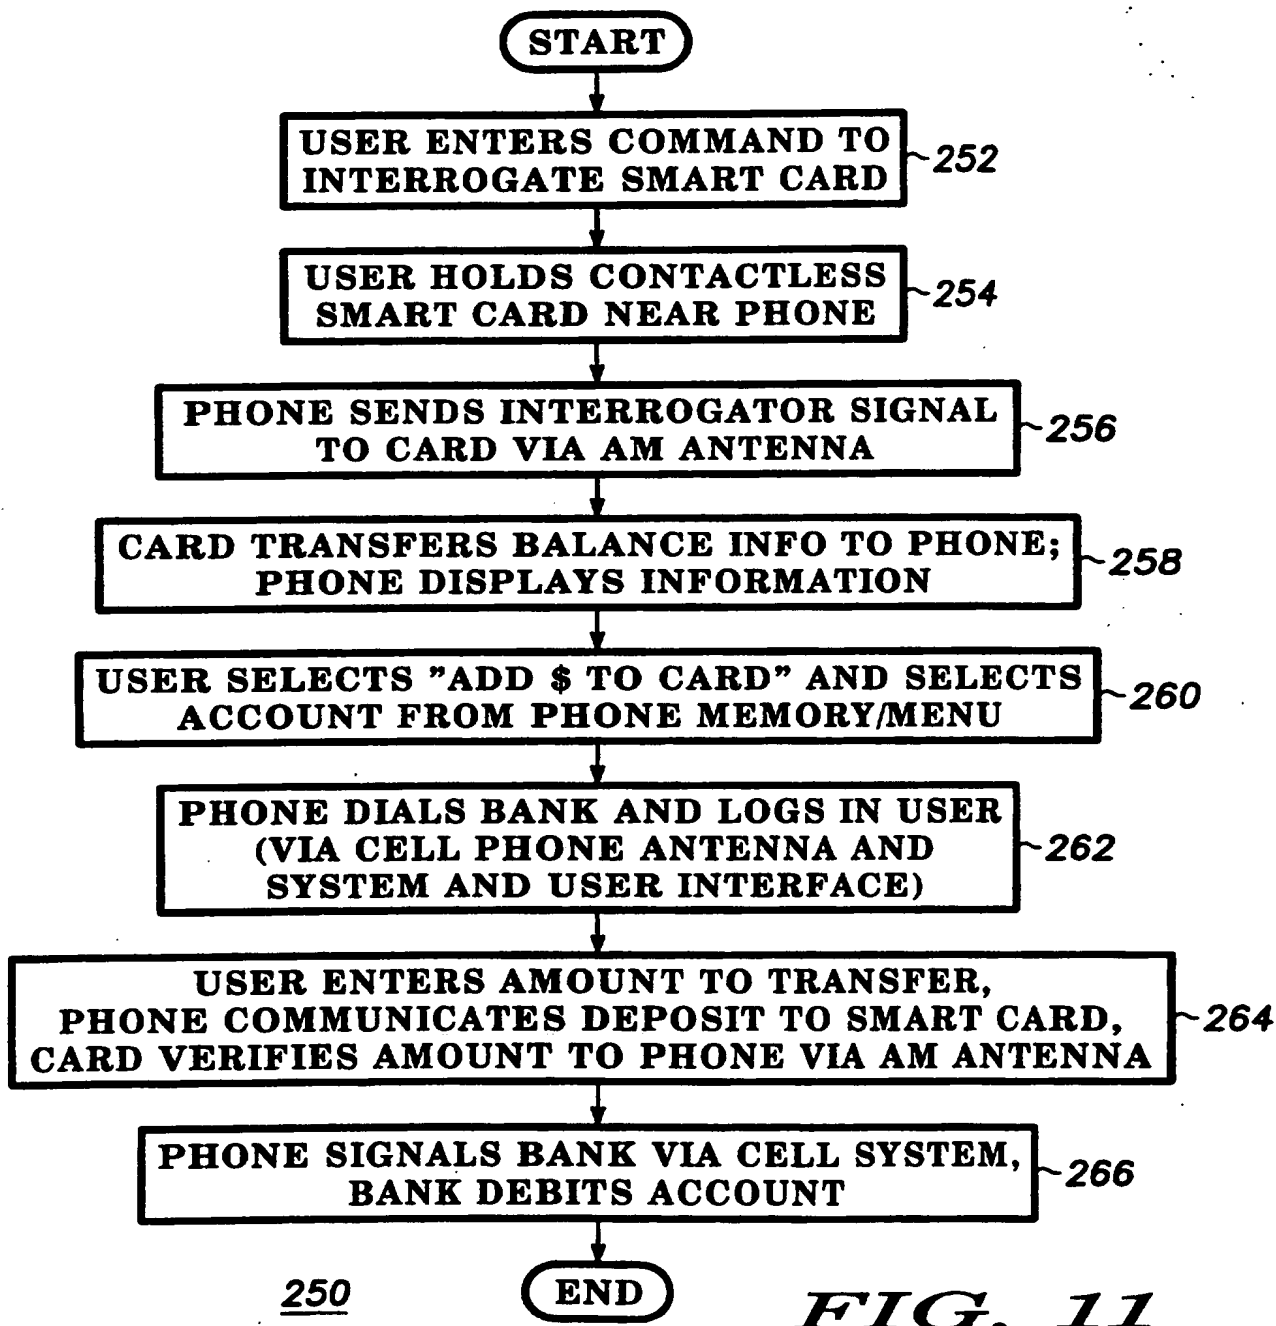 START
USER ENTERS COMMAND TO
INTERROGATE SMART CARD
252
USER HOLDS CONTACTLESS
SMART CARD NEAR PHONE
254
PHONE SENDS INTERROGATOR SIGNAL
TO CARD VIA AM ANTENNA
256
CARD TRANSFERS BALANCE INFO TO PHONE;
PHONE DISPLAYS INFORMATION
258
USER SELECTS "ADD $ TO CARD" AND SELECTS
ACCOUNT FROM PHONE MEMORY/MENU
260
PHONE DIALS BANK AND LOGS IN USER
(VIA CELL PHONE ANTENNA AND
SYSTEM AND USER INTERFACE)
262
USER ENTERS AMOUNT TO TRANSFER,
PHONE COMMUNICATES DEPOSIT TO SMART CARD,
CARD VERIFIES AMOUNT TO PHONE VIA AM ANTENNA
264
PHONE SIGNALS BANK VIA CELL SYSTEM,
BANK DEBITS ACCOUNT
266
END
250
FIG. 11